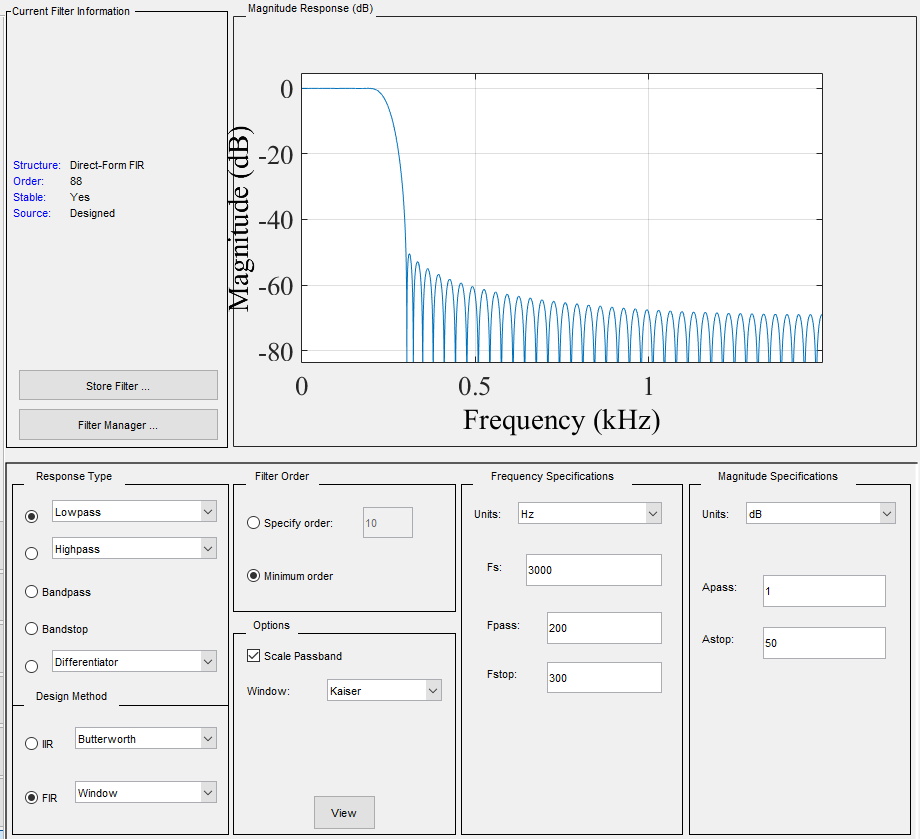 Current Filter Information
Structure: Direct-Form FIR
Order: 88
Stable: Yes
Source: Designed
Store Filter ...
Filter Manager ...
Magnitude Response (dB)
Magnitude (dB)
0
-20
-40
-60
-80
0 0.5 1
Frequency (kHz)
Response Type
Lowpass
Highpass
Bandpass
Bandstop
Differentiator
Design Method
IIR Butterworth
FIR Window
Filter Order
Specify order: 10
Minimum order
Options
Scale Passband
Window: Kaiser
View
Frequency Specifications
Units: Hz
Fs: 3000
Fpass: 200
Fstop: 300
Magnitude Specifications
Units: dB
Apass: 1
Astop: 50